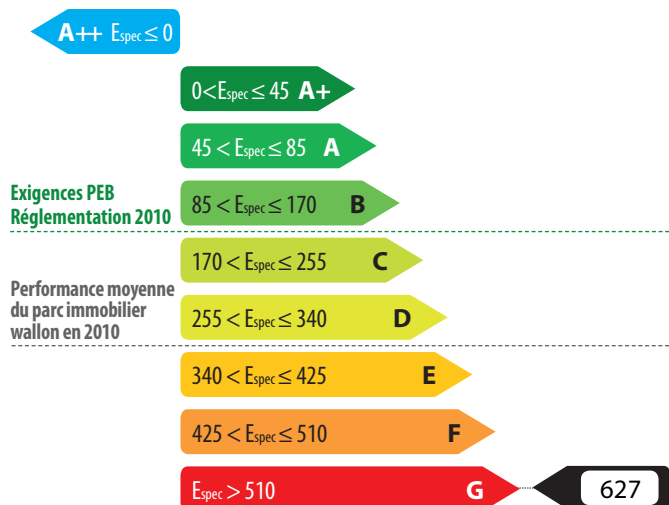 A++ Espec ≤ 0
0<Espec ≤ 45 A+
45 < Espec ≤ 85 A
Exigences PEB
Réglementation 2010
85 < Espec ≤ 170 B
170 < Espec ≤ 255 C
Performance moyenne
du parc immobilier
wallon en 2010
255 < Espec ≤ 340 D
340 < Espec ≤ 425 E
425 < Espec ≤ 510 F
Espec > 510 G 627